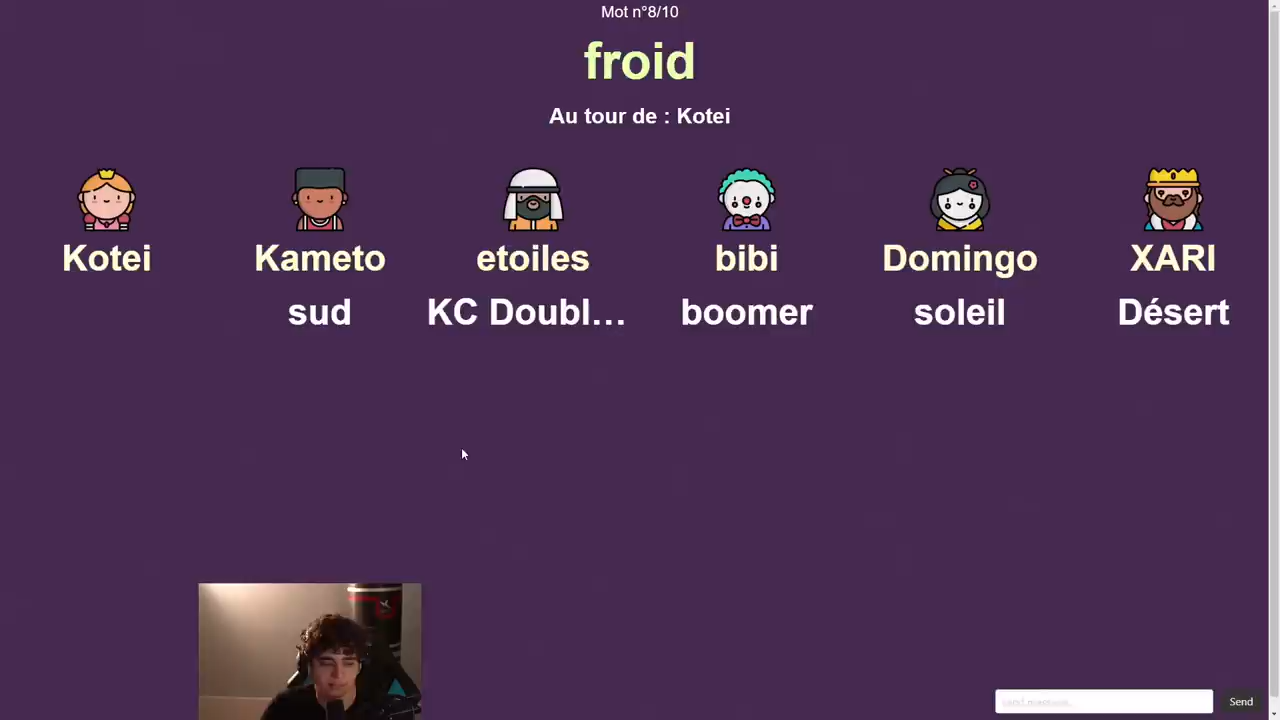 Mot n°8/10
froid
Au tour de : Kotei
Kotei Kameto etoiles bibi Domingo XARI
sud KC Doubl... boomer soleil Désert
Send